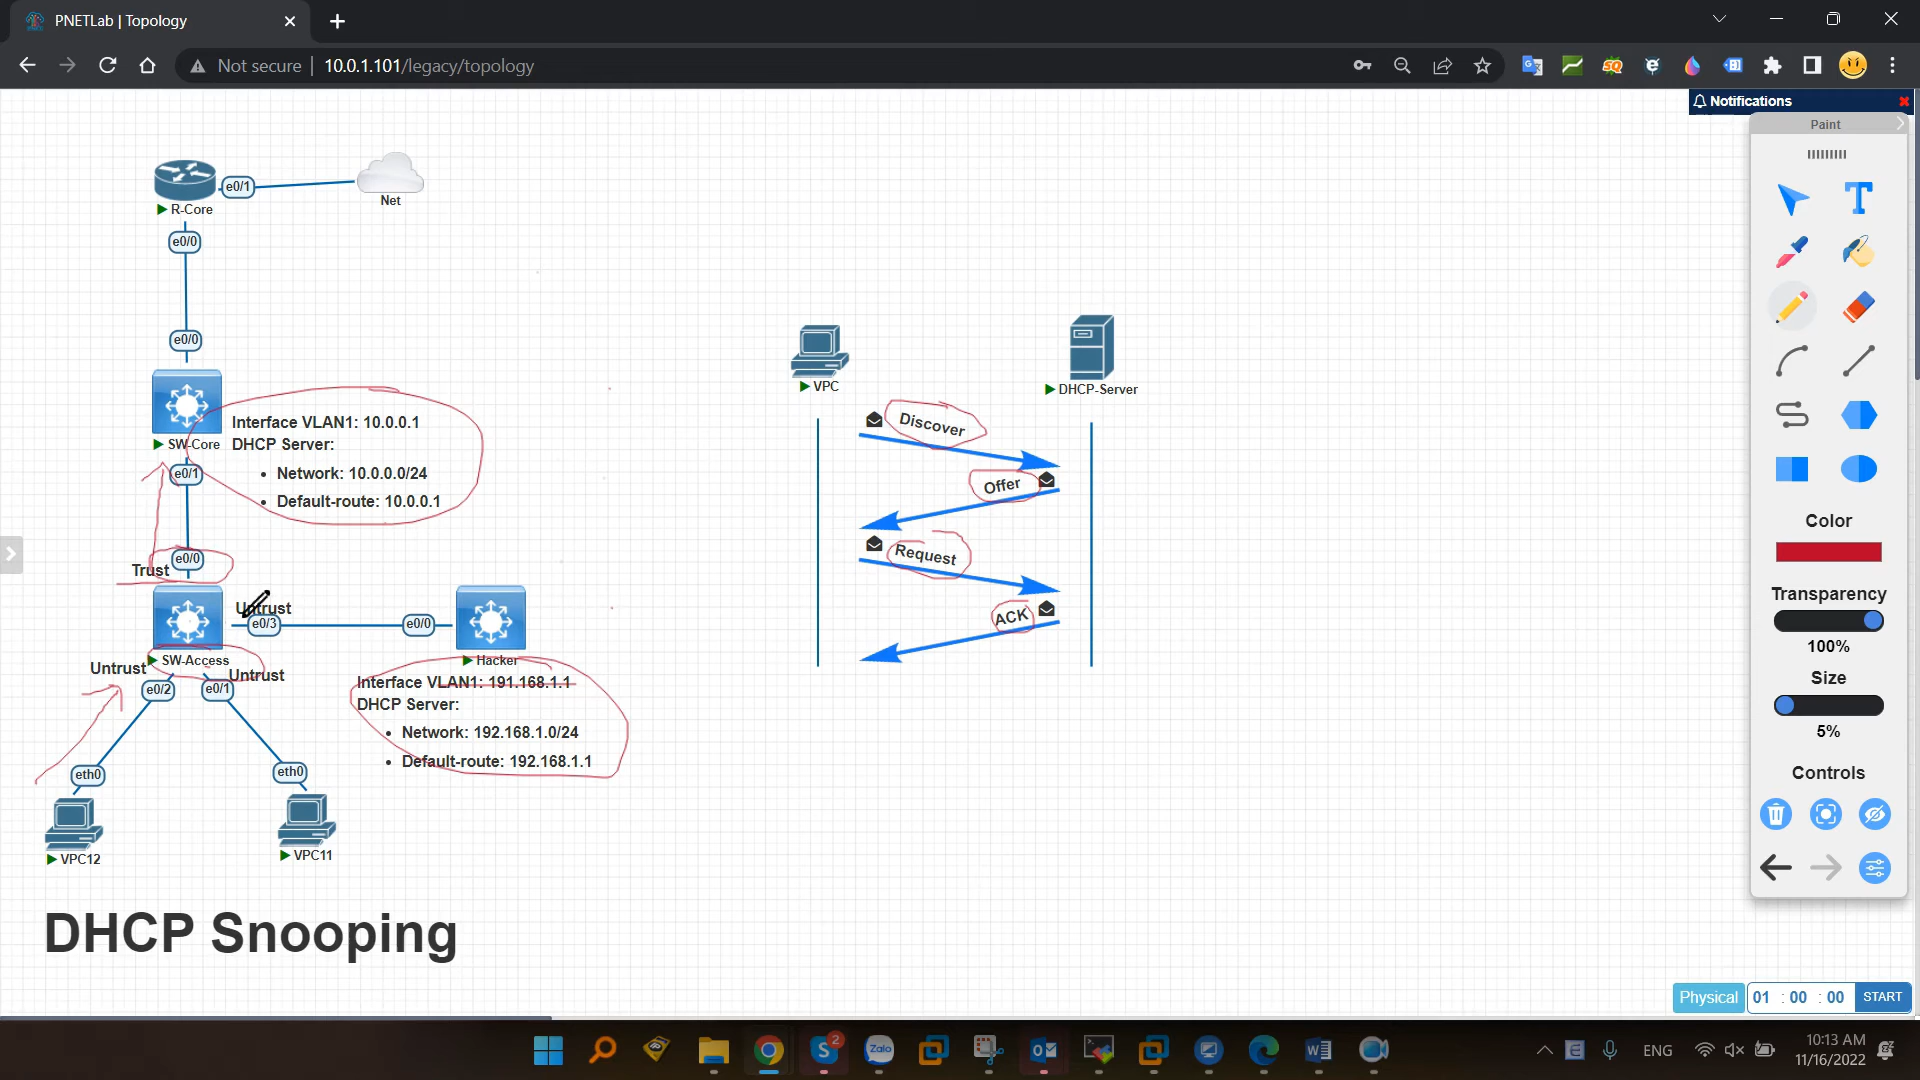 PNETLab | Topology
Not secure
10.0.1.101/legacy/topology
Notifications
Paint
e0/1
Net
R-Core
e0/0
e0/0
SW-Core
Interface VLAN1: 10.0.0.1
DHCP Server:
• Network: 10.0.0.0/24
• Default-route: 10.0.0.1
e0/1
Trust
e0/0
Untrust
e0/3
e0/0
SW-Access
Hacker
Untrust
Untrust
e0/2
e0/1
Interface VLAN1: 191.168.1.1
DHCP Server:
• Network: 192.168.1.0/24
• Default-route: 192.168.1.1
eth0
eth0
VPC12
VPC11
VPC
DHCP-Server
Discover
Offer
Request
ACK
DHCP Snooping
Color
Transparency
100%
Size
5%
Controls
Physical
01 : 00 : 00
START
2
Zalo
ENG
10:13 AM
11/16/2022